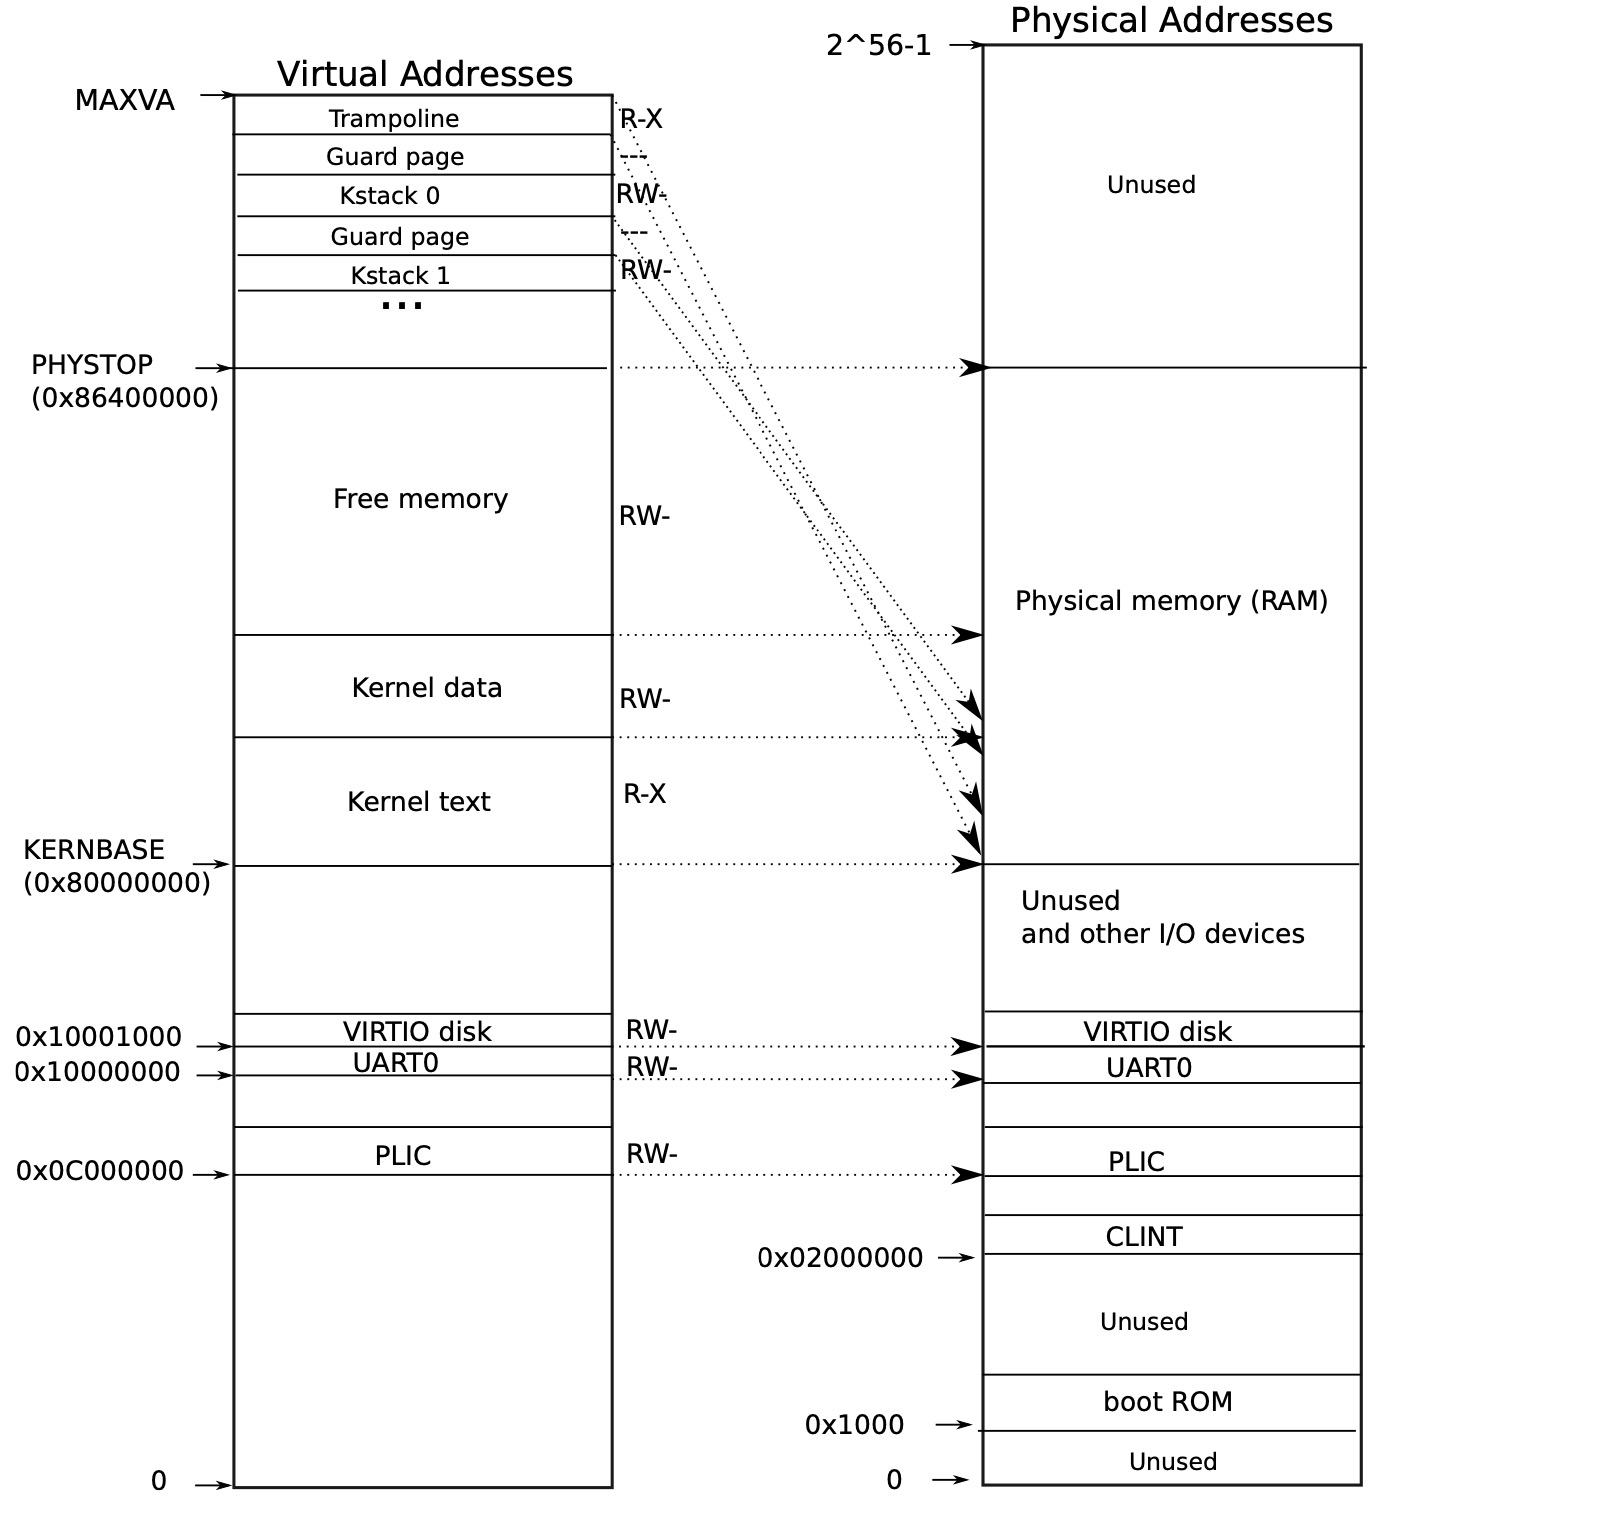 Physical Addresses
2^56-1
Virtual Addresses
MAXVA
Trampoline
R-X
Guard page
---
Unused
Kstack 0
RW-
Guard page
---
Kstack 1
RW-
...
PHYSTOP
(0x86400000)
Free memory
RW-
Physical memory (RAM)
Kernel data
RW-
Kernel text
R-X
KERNBASE
(0x80000000)
Unused
and other I/O devices
0x10001000
VIRTIO disk
RW-
VIRTIO disk
0x10000000
UART0
RW-
UART0
0x0C000000
PLIC
RW-
PLIC
CLINT
0x02000000
Unused
boot ROM
0x1000
Unused
0
0